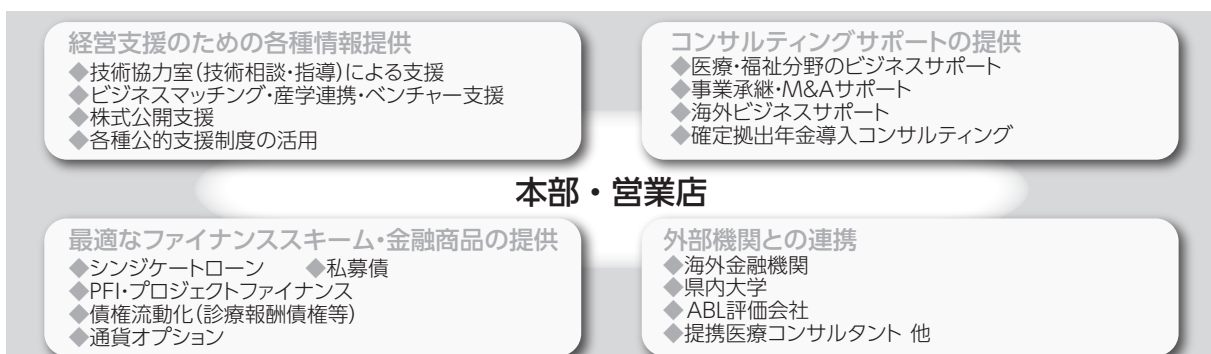 経営支援のための各種情報提供
◆技術協力室(技術相談・指導)による支援
◆ビジネスマッチング・産学連携・ベンチャー支援
◆株式公開支援
◆各種公的支援制度の活用
コンサルティングサポートの提供
◆医療・福祉分野のビジネスサポート
◆事業承継・M&Aサポート
◆海外ビジネスサポート
◆確定拠出年金導入コンサルティング
本部・営業店
最適なファイナンススキーム・金融商品の提供
◆シンジケートローン ◆私募債
◆PFI・プロジェクトファイナンス
◆債権流動化(診療報酬債権等)
◆通貨オプション
外部機関との連携
◆海外金融機関
◆県内大学
◆ABL評価会社
◆提携医療コンサルタント 他